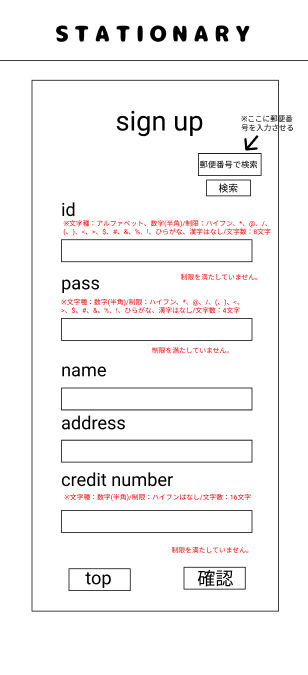 STATIONARY
sign up
※ここに郵便番
号を入力させる
郵便番号で検索
検索
id
※文字種：アルファベット、数字(半角)/制限：ハイフン、*、@、/、
(、)、<、>、$、#、&、%、!、ひらがな、漢字はなし/文字数：8文字
制限を満たしていません。
pass
※文字種：数字(半角)/制限：ハイフン、*、@、/、(、)、<、
>、$、#、&、%、!、ひらがな、漢字はなし/文字数：4文字
制限を満たしていません。
name
address
credit number
※文字種：数字(半角)/制限：ハイフンはなし/文字数：16文字
制限を満たしていません。
top
確認